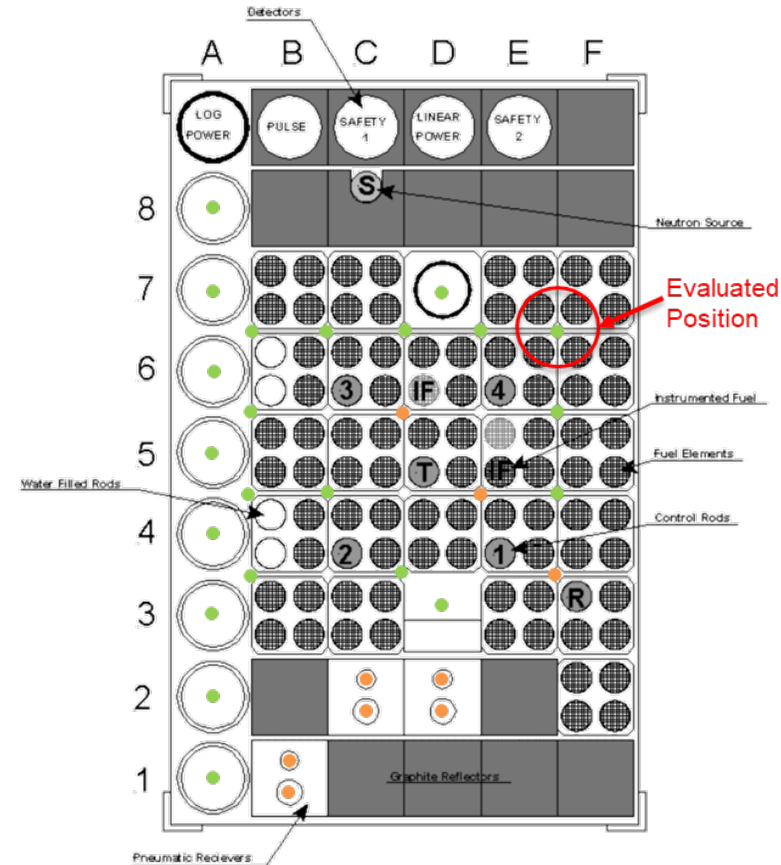 Detectors
A B C D E F
LOG
POWER
PULSE
SAFETY
1
LINEAR
POWER
SAFETY
2
8
S
Neutron Source
7
Evaluated
Position
6
3 IF 4
Instrumented Fuel
5
T IF
Fuel Elements
Water Filled Rods
4
Controll Rods
2 1
3
R
2
1
Graphite Reflectors
Pneumatic Recievers